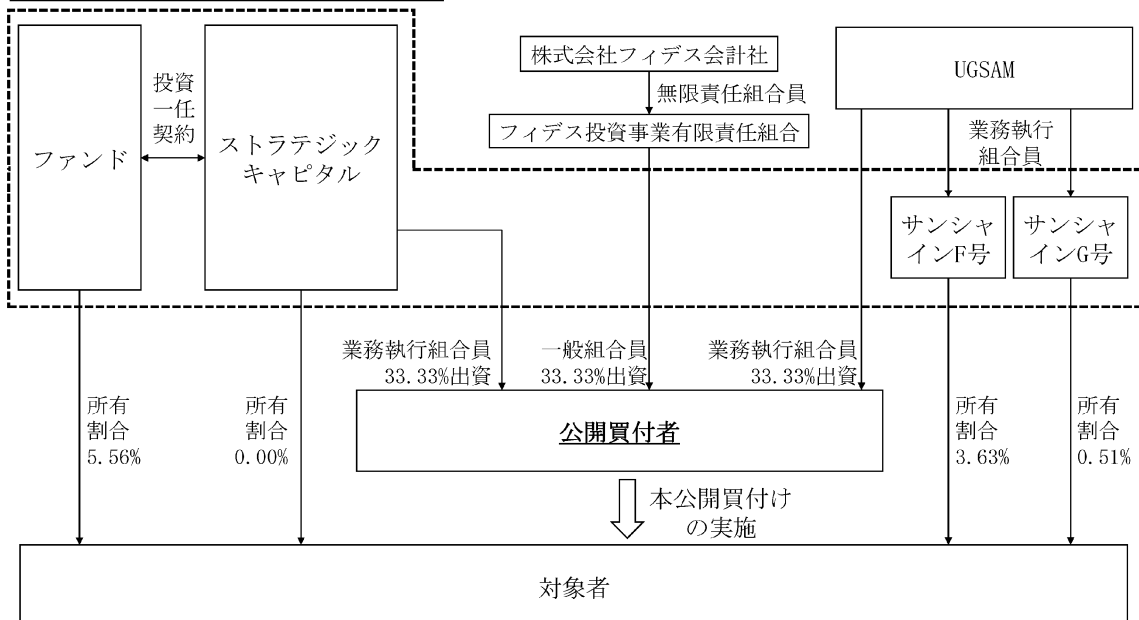 投資
一任
契約
ファンド
ストラテジック
キャピタル
株式会社フィデス会計社
無限責任組合員
フィデス投資事業有限責任組合
UGSAM
業務執行
組合員
サンシャ
インF号
サンシャ
インG号
業務執行組合員
33.33%出資
一般組合員
33.33%出資
業務執行組合員
33.33%出資
所有
割合
5.56%
所有
割合
0.00%
公開買付者
所有
割合
3.63%
所有
割合
0.51%
本公開買付け
の実施
対象者